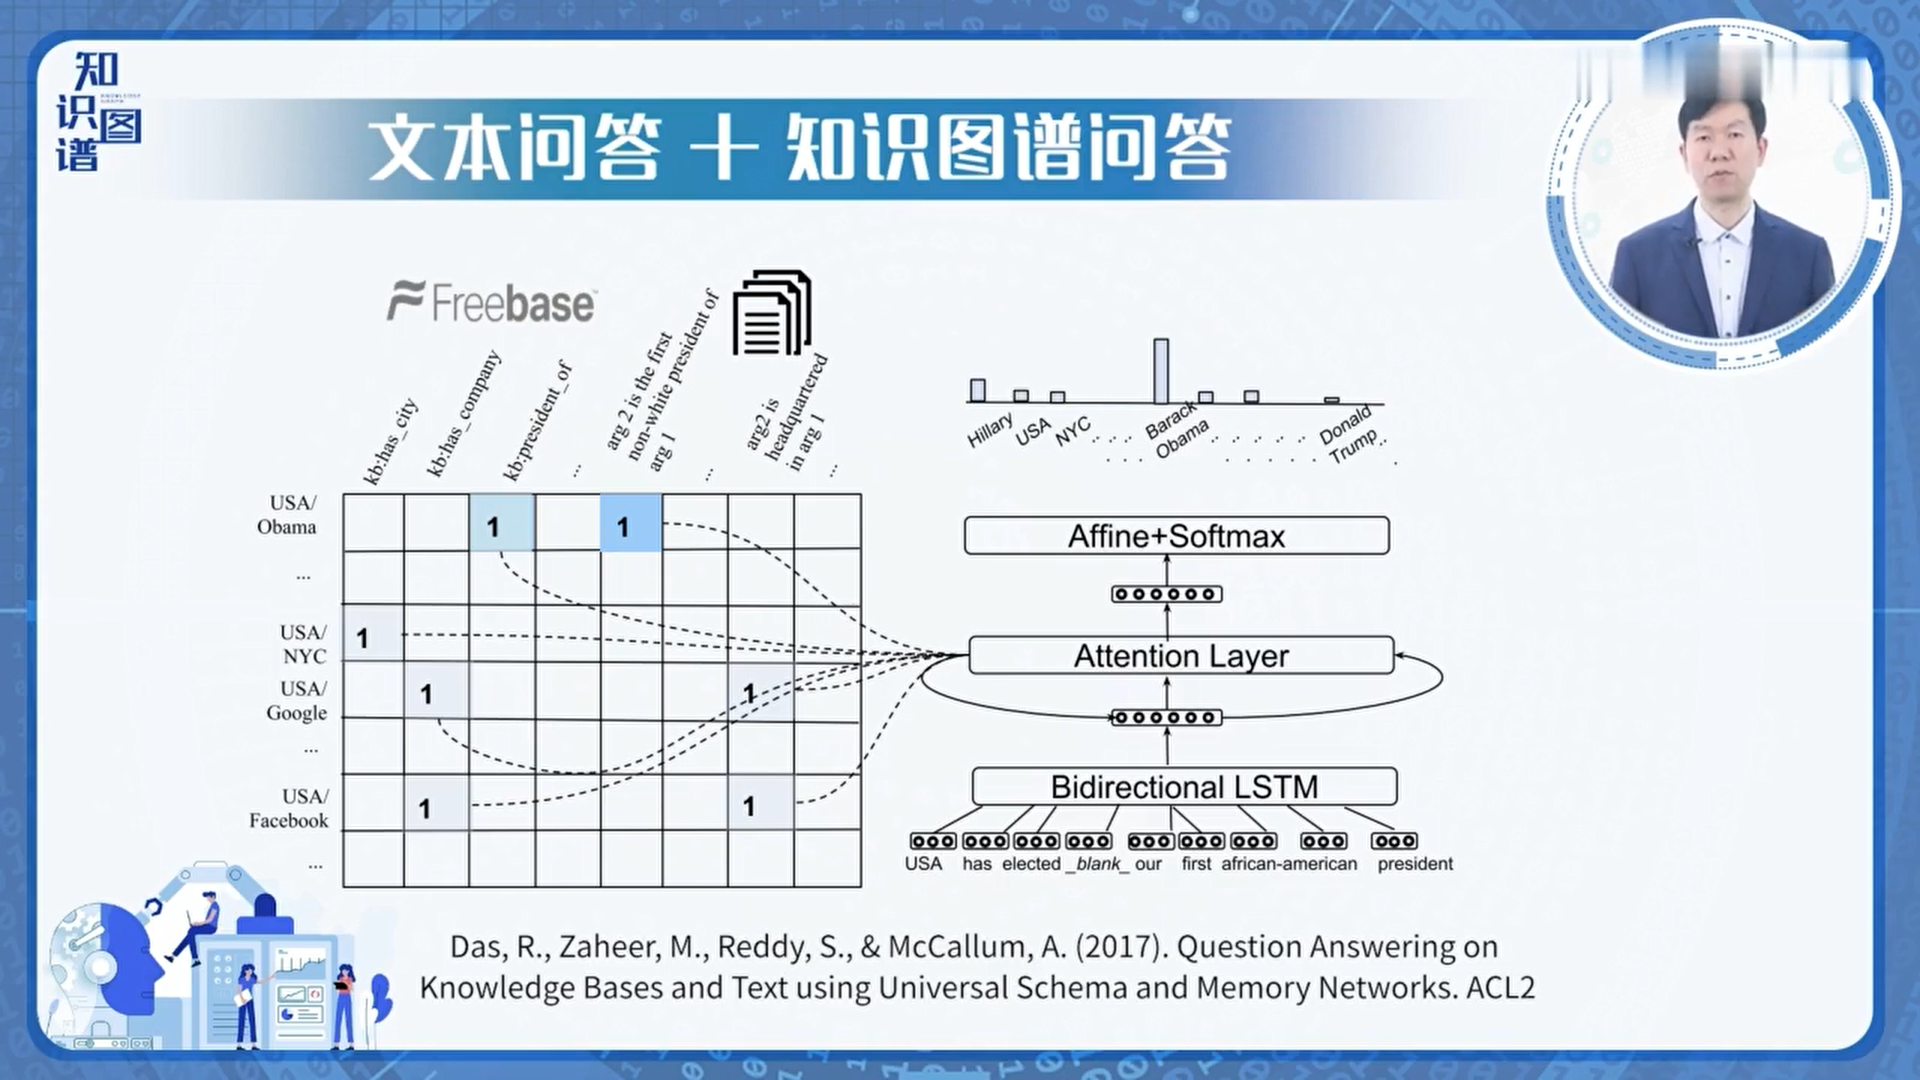 知识图谱
文本问答 + 知识图谱问答
Freebase
kb:has_city
kb:has_company
kb:president_of
...
arg 2 is the first
non-white president of
arg 1
...
arg2 is
headquartered
in arg 1
...
USA/
Obama
1
1
...
USA/
NYC
1
USA/
Google
1
1
...
USA/
Facebook
1
1
...
Hillary
USA
NYC
Barack
Obama
Donald
Trump
Affine+Softmax
Attention Layer
Bidirectional LSTM
USA has elected _blank_ our first african-american president
Das, R., Zaheer, M., Reddy, S., & McCallum, A. (2017). Question Answering on
Knowledge Bases and Text using Universal Schema and Memory Networks. ACL2